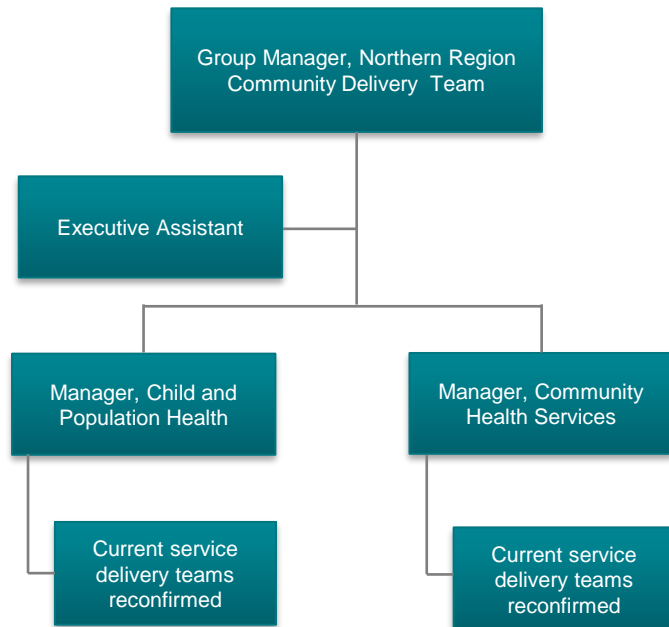 Group Manager, Northern Region
Community Delivery  Team
Executive Assistant
Manager, Child and
Population Health
Manager, Community
Health Services
Current service
delivery teams
reconfirmed
Current service
delivery teams
reconfirmed